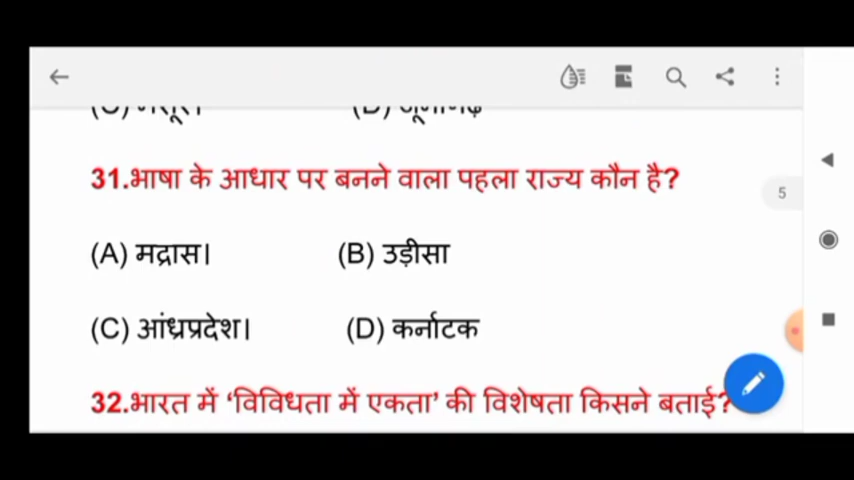 31.भाषा के आधार पर बनने वाला पहला राज्य कौन है?
5
(A) मद्रास। (B) उड़ीसा
(C) आंध्रप्रदेश। (D) कर्नाटक
32.भारत में ‘विविधता में एकता’ की विशेषता किसने बताई?